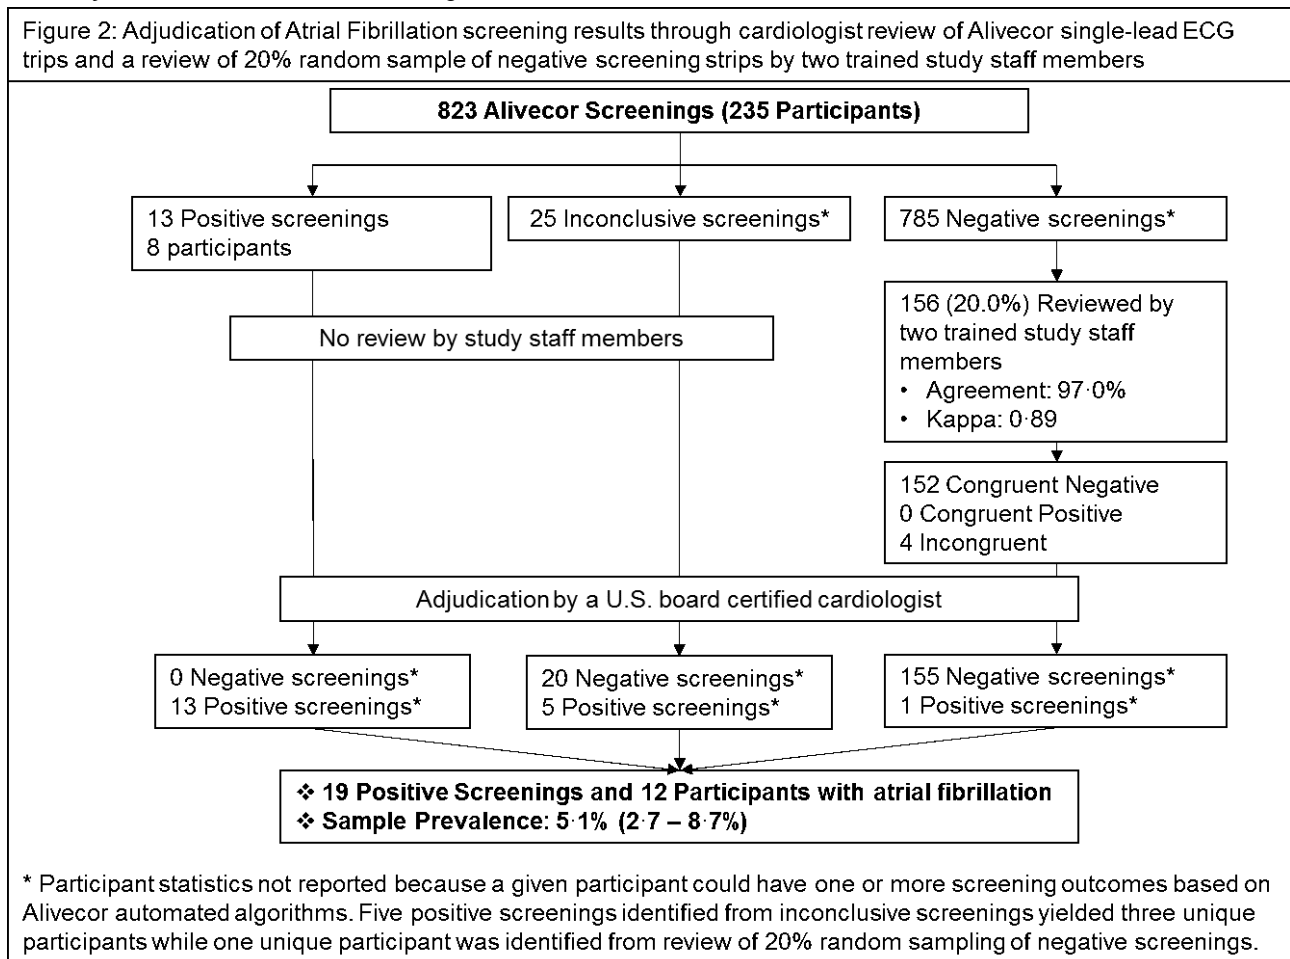 Figure 2: Adjudication of Atrial Fibrillation screening results through cardiologist review of Alivecor single-lead ECG
trips and a review of 20% random sample of negative screening strips by two trained study staff members
823 Alivecor Screenings (235 Participants)
13 Positive screenings
8 participants
25 Inconclusive screenings*
785 Negative screenings*
156 (20.0%) Reviewed by
two trained study staff
members
• Agreement: 97·0%
• Kappa: 0·89
No review by study staff members
152 Congruent Negative
0 Congruent Positive
4 Incongruent
Adjudication by a U.S. board certified cardiologist
0 Negative screenings*
13 Positive screenings*
20 Negative screenings*
5 Positive screenings*
155 Negative screenings*
1 Positive screenings*
❖ 19 Positive Screenings and 12 Participants with atrial fibrillation
❖ Sample Prevalence: 5·1% (2·7 – 8·7%)
* Participant statistics not reported because a given participant could have one or more screening outcomes based on
Alivecor automated algorithms. Five positive screenings identified from inconclusive screenings yielded three unique
participants while one unique participant was identified from review of 20% random sampling of negative screenings.